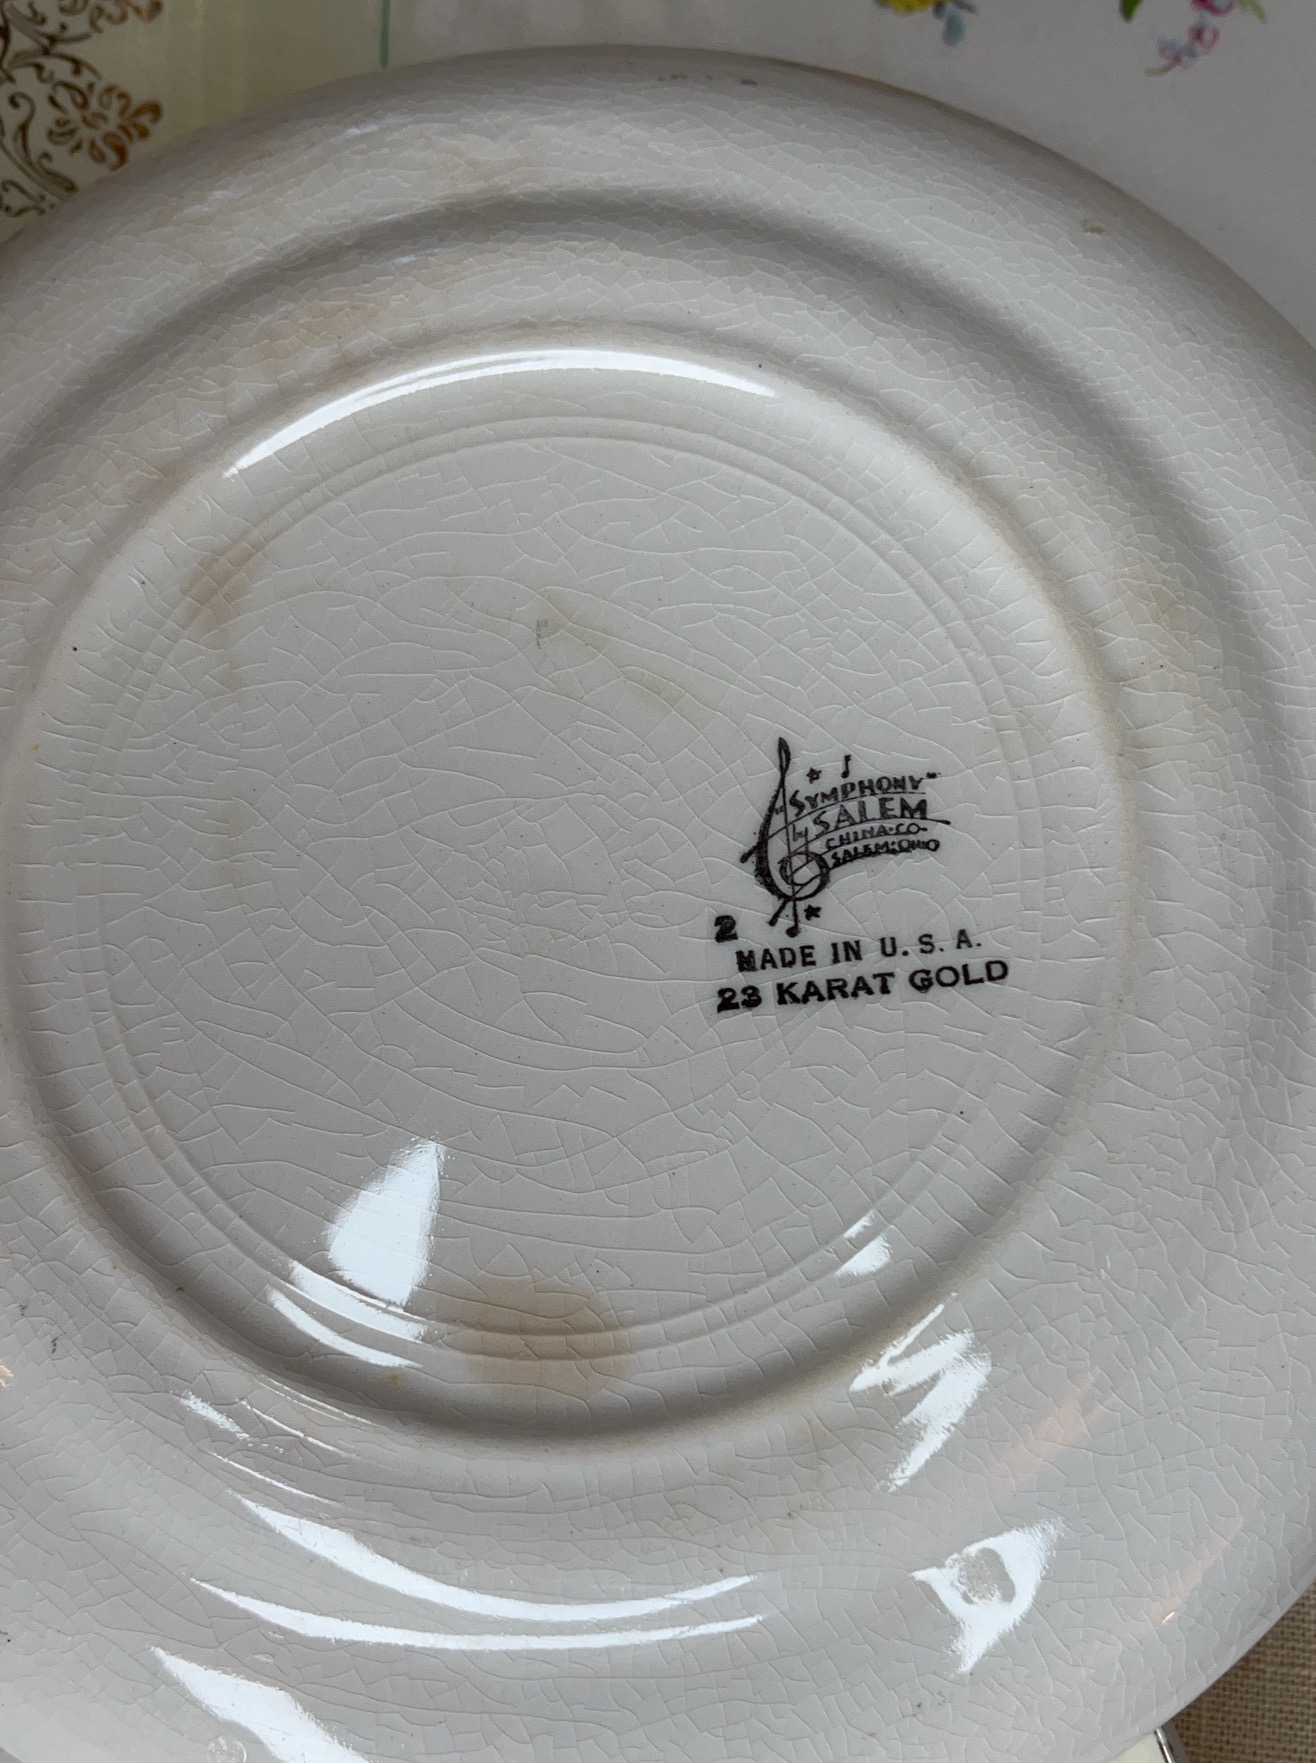 "SYMPHONY"
by SALEM
CHINA·CO·
SALEM·OHIO
2
MADE IN U. S. A.
23 KARAT GOLD